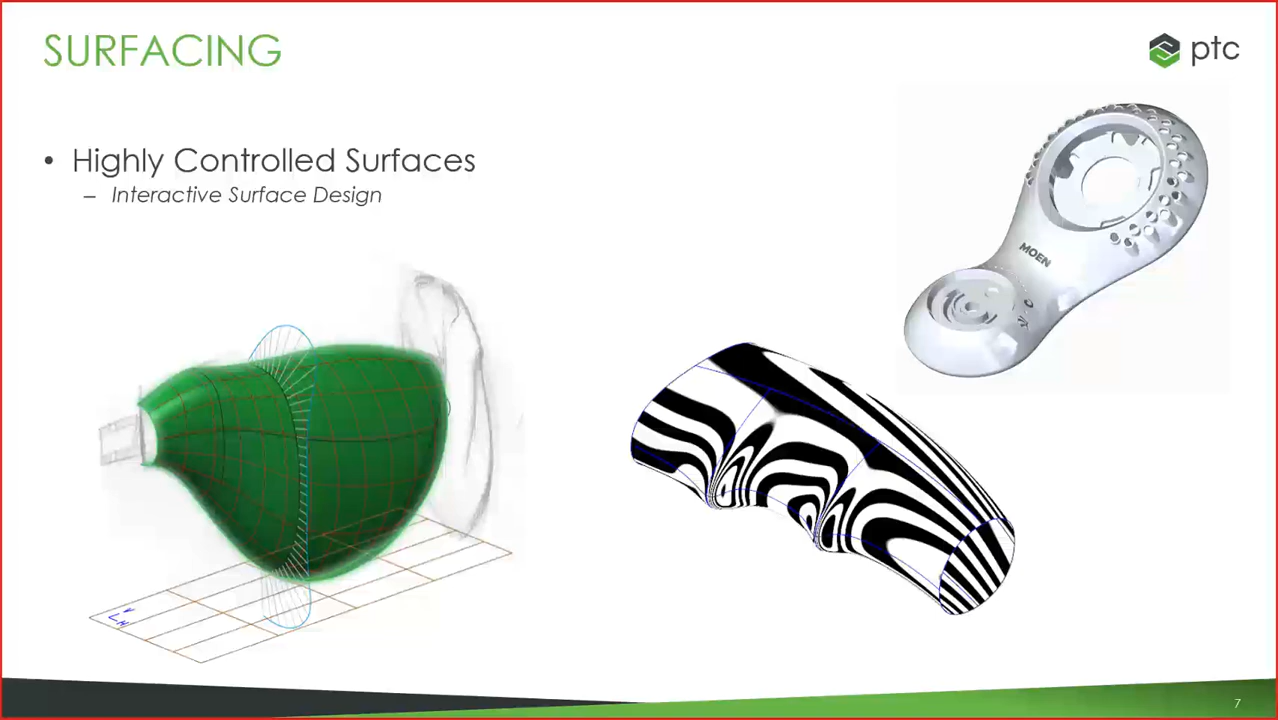 SURFACING
ptc
• Highly Controlled Surfaces
– Interactive Surface Design
MOEN
V
H
7